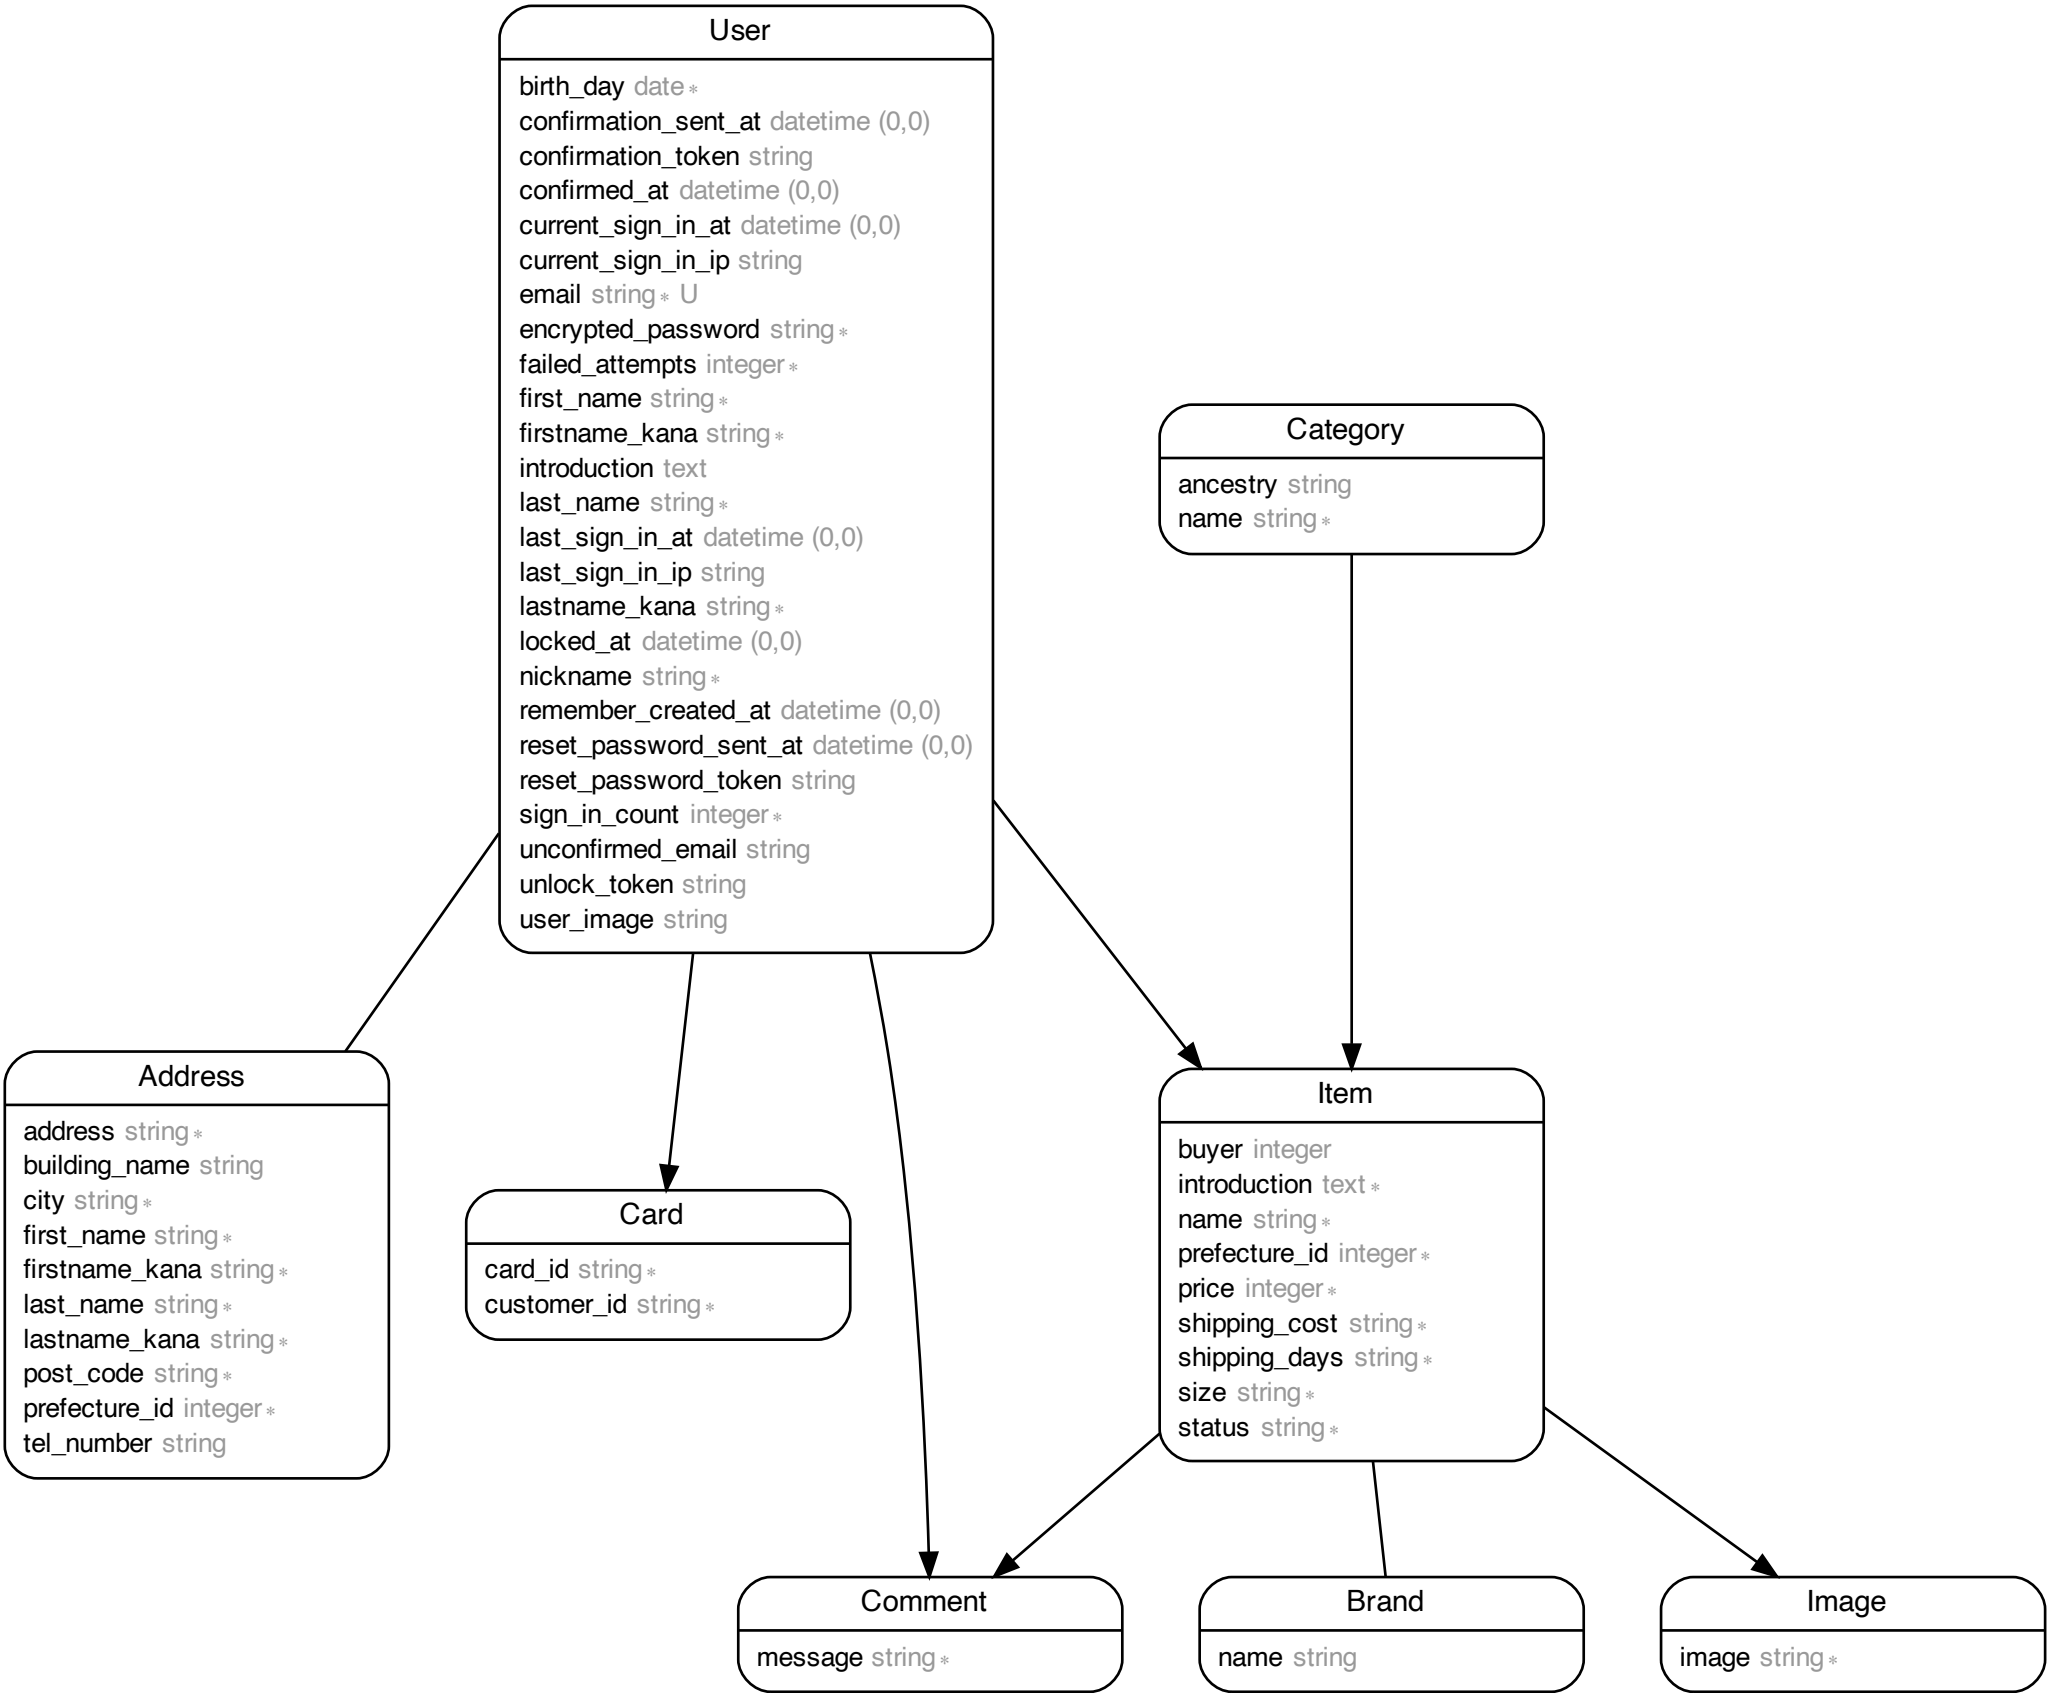 User
birth_day date *
confirmation_sent_at datetime (0,0)
confirmation_token string
confirmed_at datetime (0,0)
current_sign_in_at datetime (0,0)
current_sign_in_ip string
email string * U
encrypted_password string *
failed_attempts integer *
first_name string *
firstname_kana string *
introduction text
last_name string *
last_sign_in_at datetime (0,0)
last_sign_in_ip string
lastname_kana string *
locked_at datetime (0,0)
nickname string *
remember_created_at datetime (0,0)
reset_password_sent_at datetime (0,0)
reset_password_token string
sign_in_count integer *
unconfirmed_email string
unlock_token string
user_image string
Category
ancestry string
name string *
Address
address string *
building_name string
city string *
first_name string *
firstname_kana string *
last_name string *
lastname_kana string *
post_code string *
prefecture_id integer *
tel_number string
Card
card_id string *
customer_id string *
Item
buyer integer
introduction text *
name string *
prefecture_id integer *
price integer *
shipping_cost string *
shipping_days string *
size string *
status string *
Comment
message string *
Brand
name string
Image
image string *